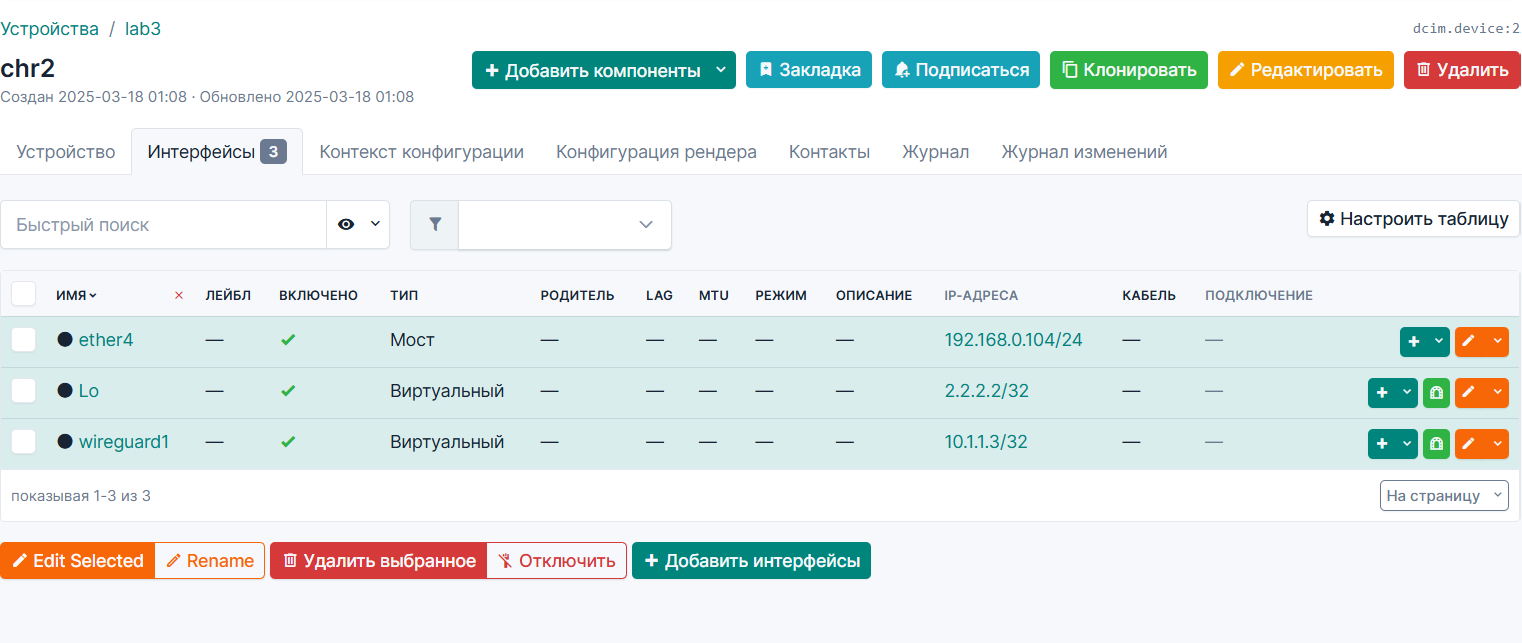 Устройства / lab3
dcim.device:2
chr2
Добавить компоненты Закладка Подписаться Клонировать Редактировать Удалить
Создан 2025-03-18 01:08 · Обновлено 2025-03-18 01:08
Устройство Интерфейсы 3 Контекст конфигурации Конфигурация рендера Контакты Журнал Журнал изменений
Быстрый поиск Настроить таблицу
ИМЯ ЛЕЙБЛ ВКЛЮЧЕНО ТИП РОДИТЕЛЬ LAG MTU РЕЖИМ ОПИСАНИЕ IP-АДРЕСА КАБЕЛЬ ПОДКЛЮЧЕНИЕ
ether4 — Мост — — — — — 192.168.0.104/24 — —
Lo — Виртуальный — — — — — 2.2.2.2/32 — —
wireguard1 — Виртуальный — — — — — 10.1.1.3/32 — —
показывая 1-3 из 3 На страницу
Edit Selected Rename Удалить выбранное Отключить Добавить интерфейсы